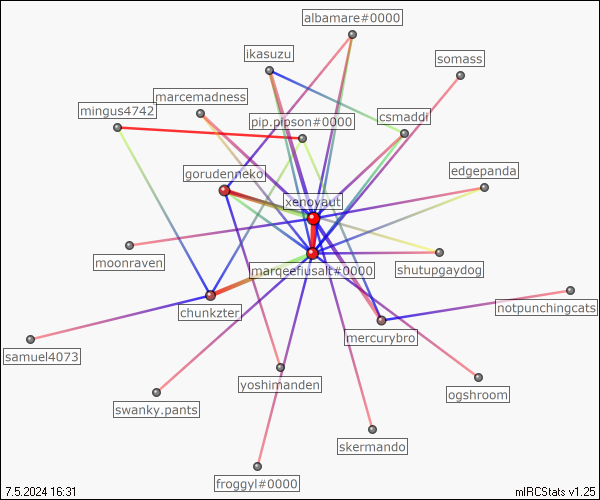 albamare#0000
ikasuzu
somass
marcemadness
mingus4742
pip.pipson#0000
csmaddi
gorudenneko
edgepanda
xenoyaut
moonraven
marqeefiusalt#0000
shutupgaydog
chunkzter
notpunchingcats
mercurybro
samuel4073
yoshimanden
ogshroom
swanky.pants
skermando
froggyl#0000
7.5.2024 16:31
mIRCStats v1.25